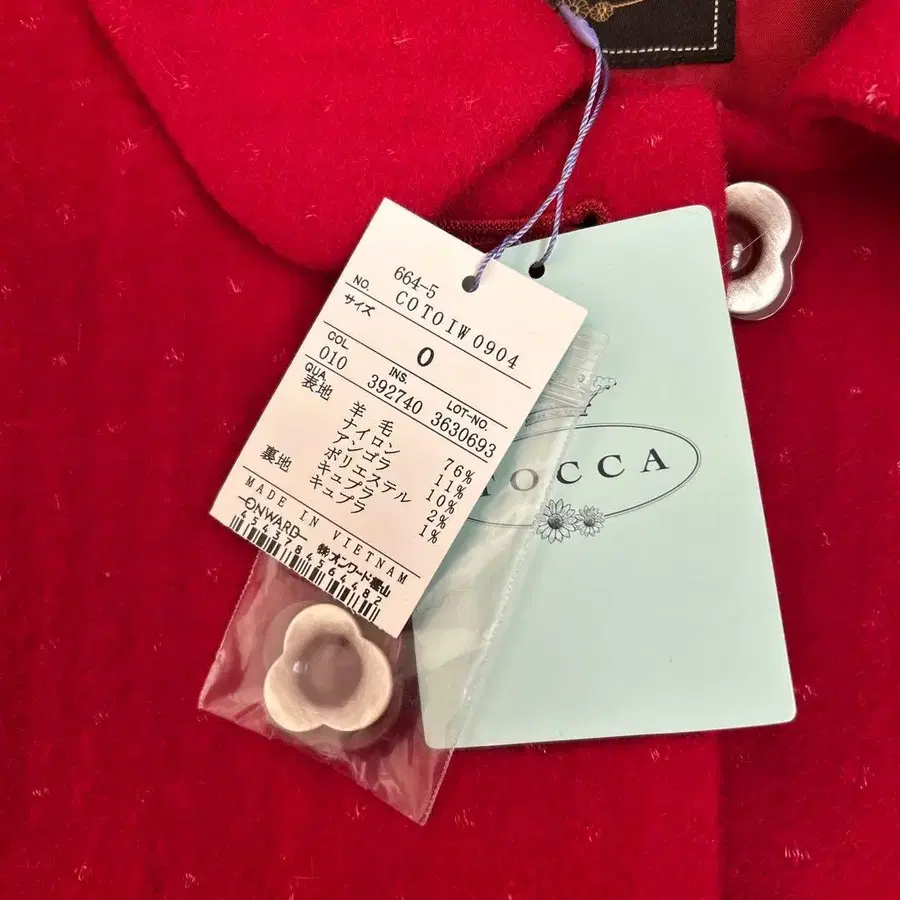 664-5
NO. COTOIW0904
サイズ 0
COL INS. LOT-NO.
010 392740 3630693
QUA.
表地 羊毛 76%
ナイロン 11%
アンゴラ 10%
ポリエステル 2%
キュプラ 1%
裏地 キュプラ
MADE IN VIETNAM
ONWARD ㈱オンワード樫山
4543784564482
TOCCA